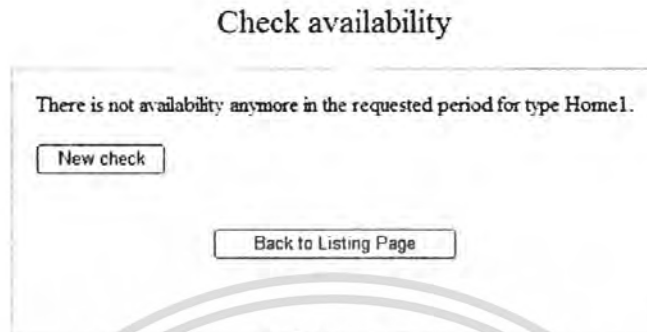 Check availability
There is not availability anymore in the requested period for type Home1.
New check
Back to Listing Page